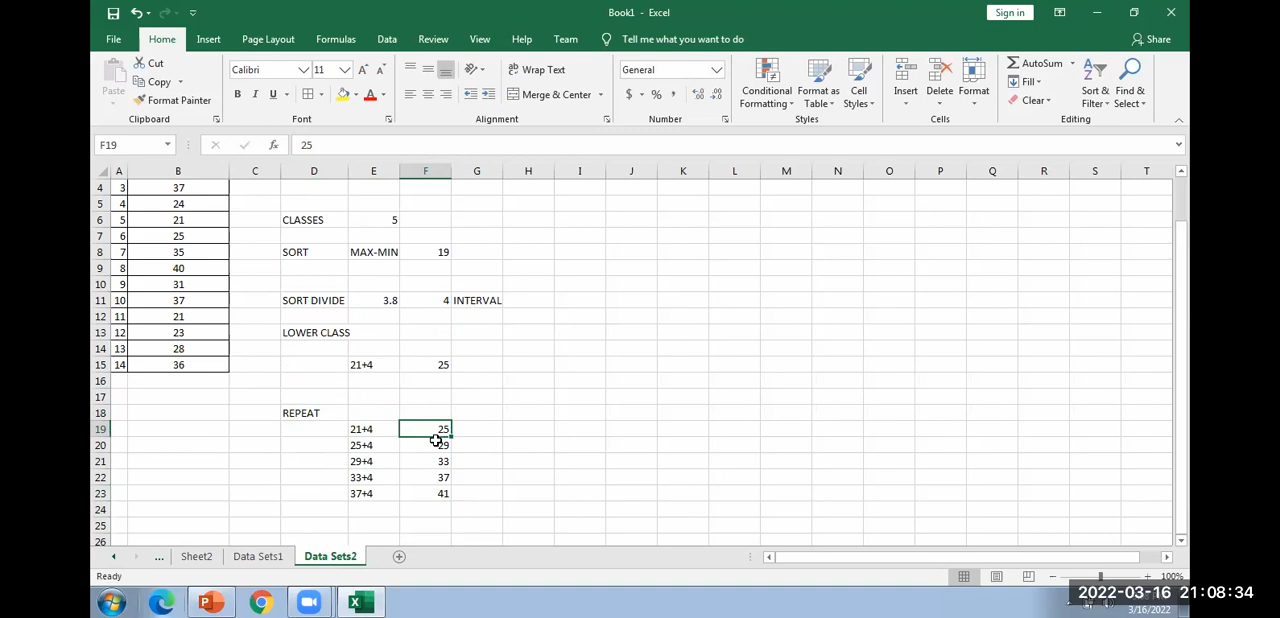 Book1 - Excel
Sign in
File Home Insert Page Layout Formulas Data Review View Help Team Tell me what you want to do Share
Paste
Cut
Copy
Format Painter
Clipboard
Calibri 11
B I U
Font
Wrap Text
Merge & Center
Alignment
General
$ % ,
Number
Conditional Formatting
Format as Table
Cell Styles
Styles
Insert
Delete
Format
Cells
AutoSum
Fill
Clear
Sort & Filter
Find & Select
Editing
F19 fx 25
A B C D E F G H I J K L M N O P Q R S T
4 3 37
5 4 24
6 5 21 CLASSES 5
7 6 25
8 7 35 SORT MAX-MIN 19
9 8 40
10 9 31
11 10 37 SORT DIVIDE 3.8 4 INTERVAL
12 11 21
13 12 23 LOWER CLASS
14 13 28
15 14 36 21+4 25
16
17
18 REPEAT
19 21+4 25
20 25+4 29
21 29+4 33
22 33+4 37
23 37+4 41
24
25
26
... Sheet2 Data Sets1 Data Sets2
Ready 100%
2022-03-16 21:08:34
3/16/2022